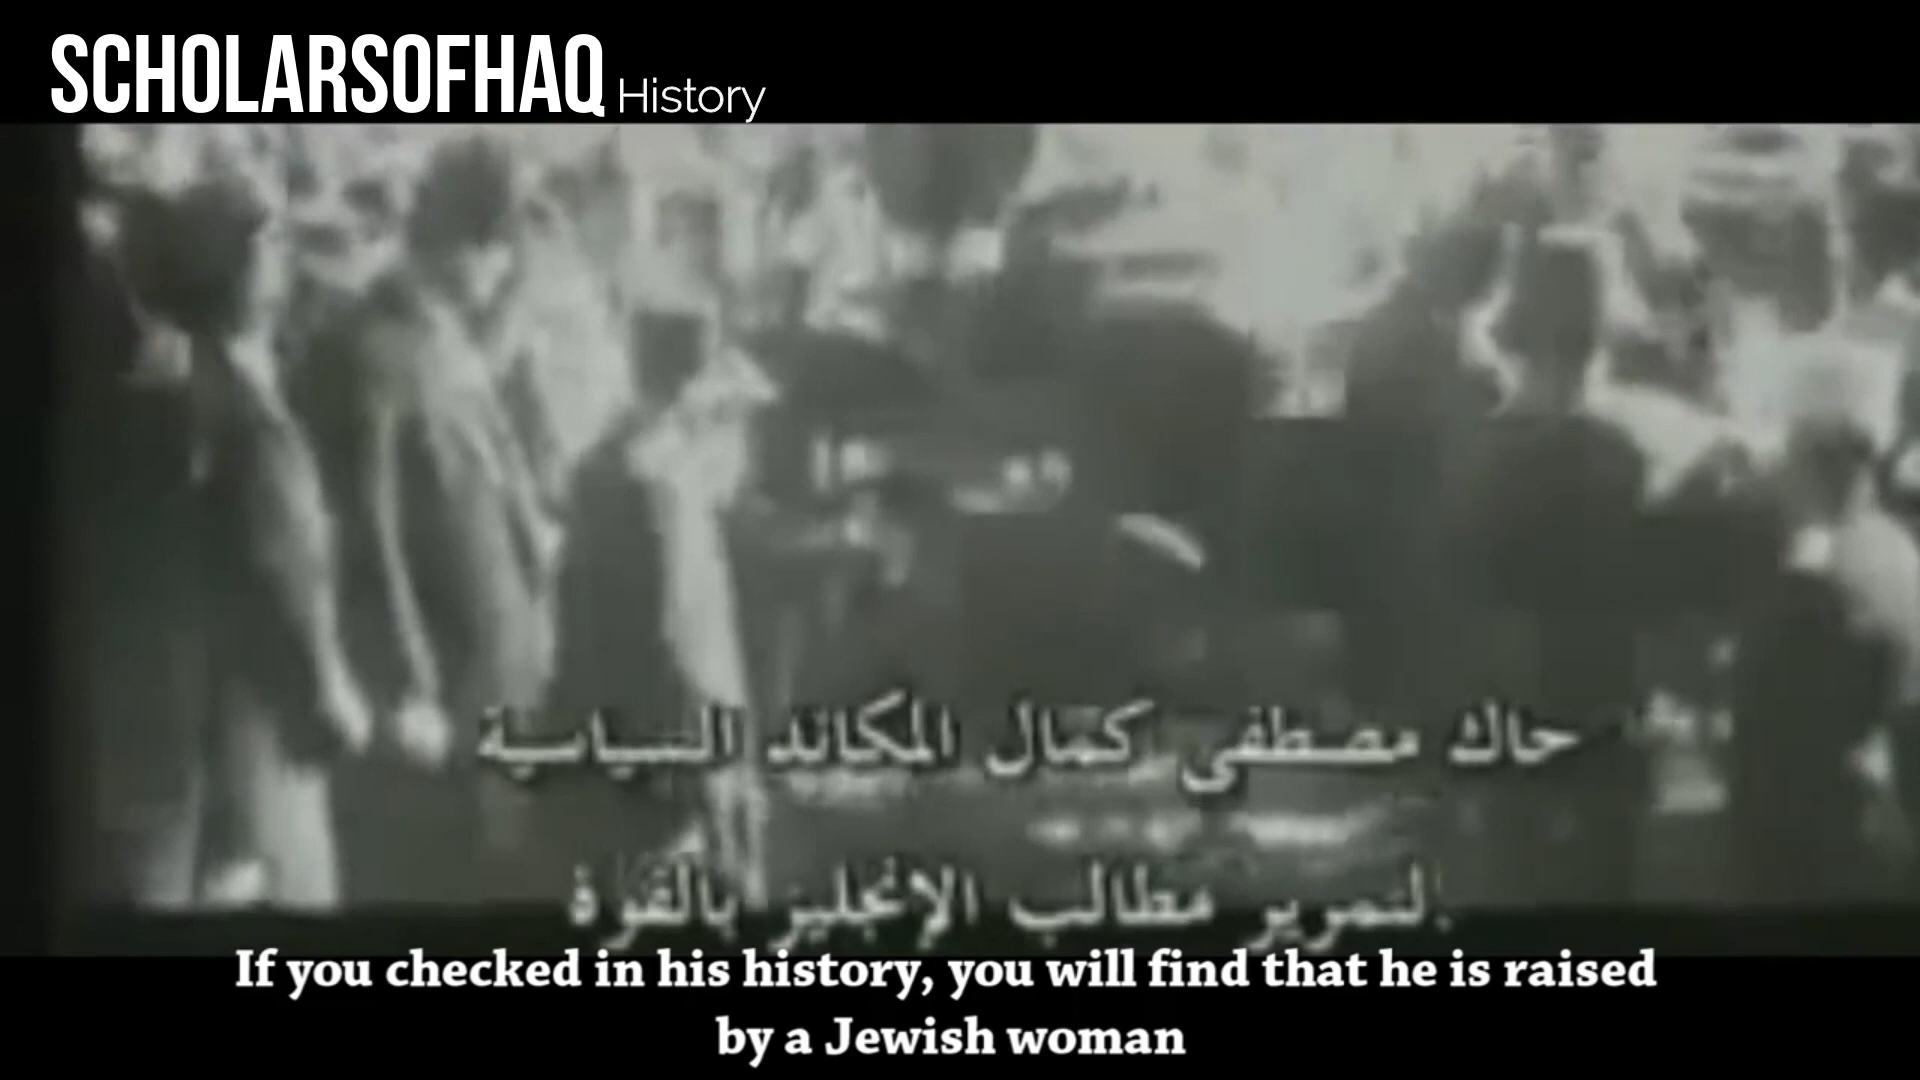 SCHOLARSOFHAQ History
حاك مصطفى كمال المكائد السياسية
لتمرير مطالب الإنجليز بالقوة.
If you checked in his history, you will find that he is raised
by a Jewish woman